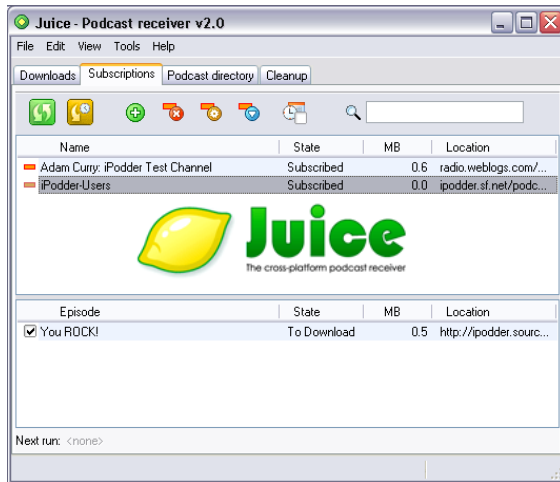 Juice - Podcast receiver v2.0
File Edit View Tools Help
Downloads Subscriptions Podcast directory Cleanup
Name State MB Location
Adam Curry: iPodder Test Channel Subscribed 0.6 radio.weblogs.com/...
iPodder-Users Subscribed 0.0 ipodder.sf.net/podc...
Juice
The cross-platform podcast receiver
Episode State MB Location
You ROCK! To Download 0.5 http://ipodder.sourc...
Next run: <none>